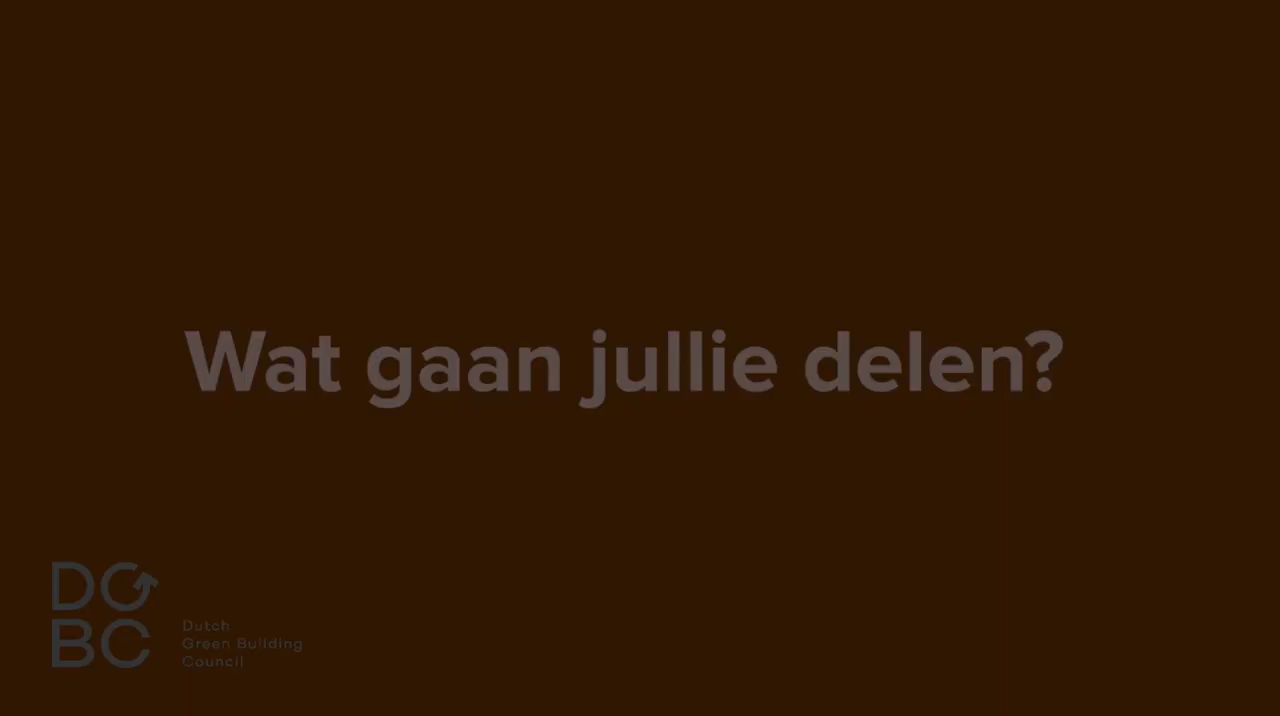 Wat gaan jullie delen?
DG
BC
Dutch
Green Building
Council